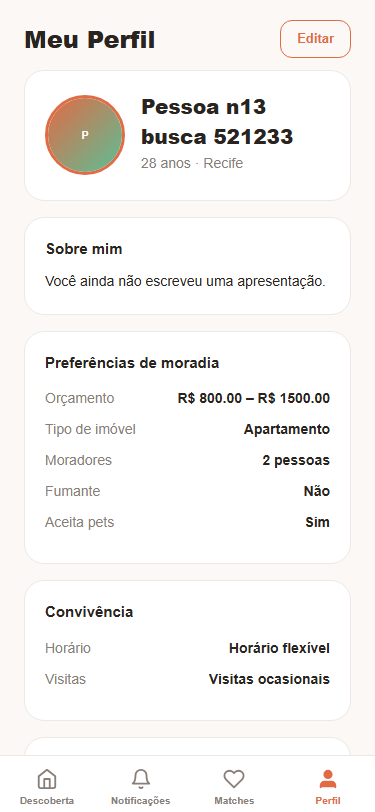 Meu Perfil
Editar
P
Pessoa n13
busca 521233
28 anos · Recife
Sobre mim
Você ainda não escreveu uma apresentação.
Preferências de moradia
Orçamento R$ 800.00 – R$ 1500.00
Tipo de imóvel Apartamento
Moradores 2 pessoas
Fumante Não
Aceita pets Sim
Convivência
Horário Horário flexível
Visitas Visitas ocasionais
Descoberta Notificações Matches Perfil